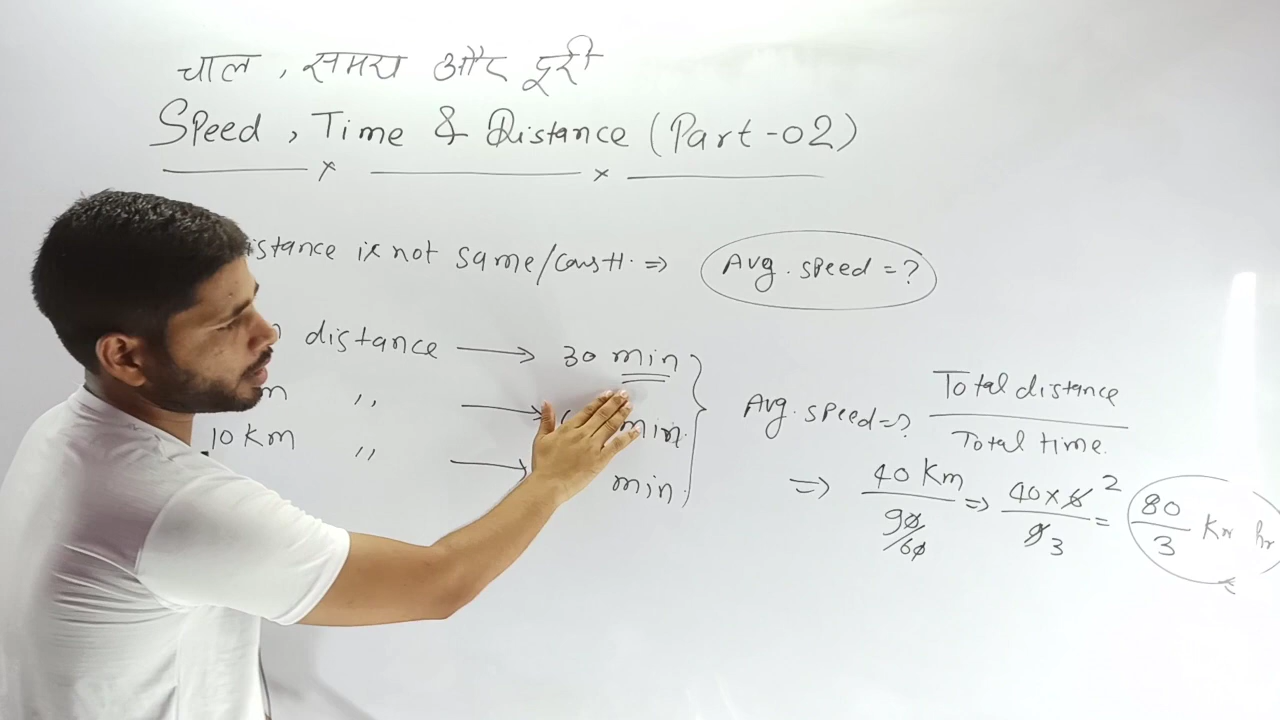 चाल, समय और दूरी
Speed, Time & Distance (Part-02)
istance is not same/constt. => Avg. speed = ?
distance → 30 min
m ,, → min.
10 Km ,, → min.
Avg. speed = ? Total distance / Total time.
=> 40 Km / 90/60 => 40 x 6 2 / 9 3 = 80/3 Km hr